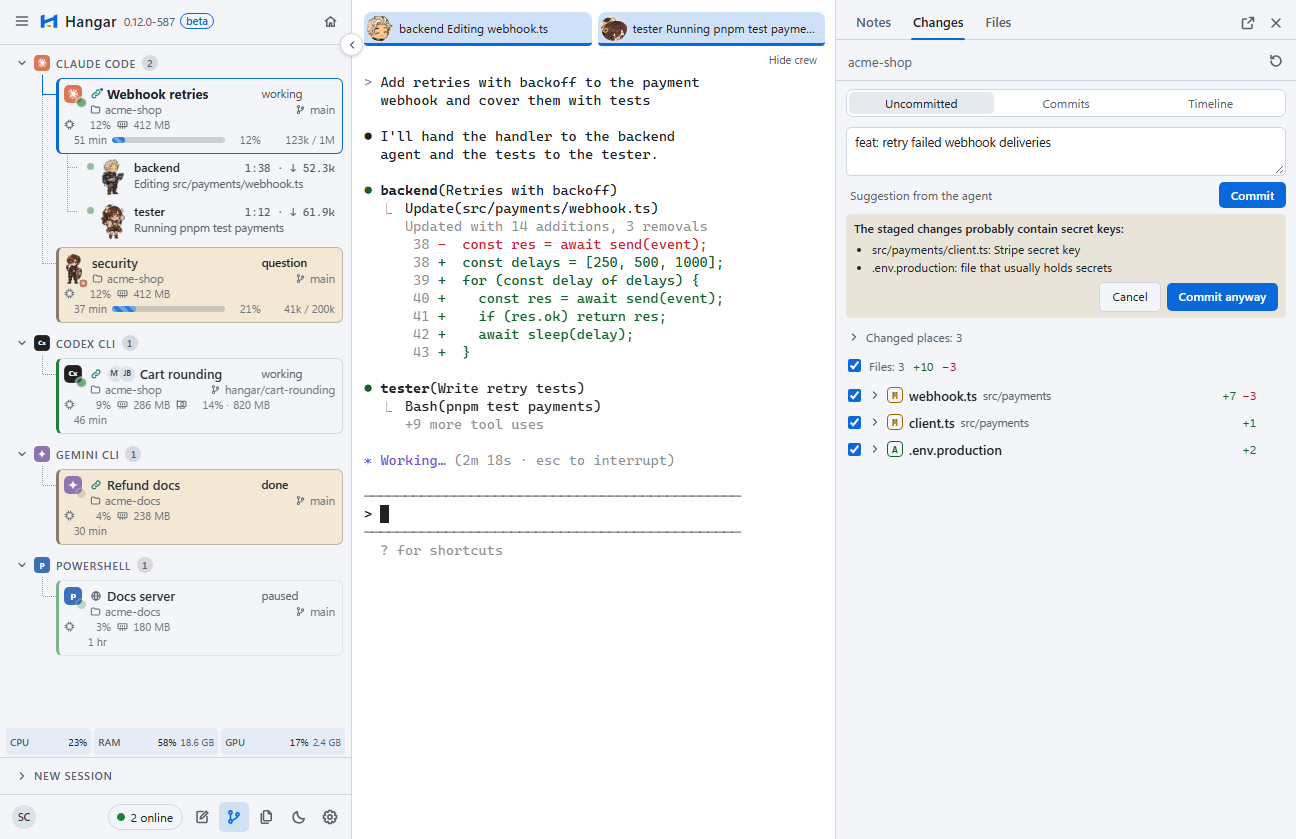 Hangar 0.12.0-587 beta
CLAUDE CODE 2
Webhook retries working
acme-shop main
12% 412 MB
51 min 12% 123k / 1M
backend 1:38 · ↓ 52.3k
Editing src/payments/webhook.ts
tester 1:12 · ↓ 61.9k
Running pnpm test payments
security question
acme-shop main
12% 412 MB
37 min 21% 41k / 200k
Cx CODEX CLI 1
Cx M JB Cart rounding working
acme-shop hangar/cart-rounding
9% 286 MB 14% · 820 MB
46 min
GEMINI CLI 1
Refund docs done
acme-docs main
4% 238 MB
30 min
P POWERSHELL 1
P Docs server paused
acme-docs main
3% 180 MB
1 hr
CPU 23% RAM 58% 18.6 GB GPU 17% 2.4 GB
NEW SESSION
SC 2 online
backend Editing webhook.ts
tester Running pnpm test payme...
Hide crew
> Add retries with backoff to the payment
webhook and cover them with tests
● I'll hand the handler to the backend
agent and the tests to the tester.
● backend(Retries with backoff)
⎿ Update(src/payments/webhook.ts)
Updated with 14 additions, 3 removals
38 − const res = await send(event);
38 + const delays = [250, 500, 1000];
39 + for (const delay of delays) {
40 + const res = await send(event);
41 + if (res.ok) return res;
42 + await sleep(delay);
43 + }
● tester(Write retry tests)
⎿ Bash(pnpm test payments)
+9 more tool uses
* Working… (2m 18s · esc to interrupt)
>
? for shortcuts
Notes Changes Files
acme-shop
Uncommitted Commits Timeline
feat: retry failed webhook deliveries
Suggestion from the agent Commit
The staged changes probably contain secret keys:
• src/payments/client.ts: Stripe secret key
• .env.production: file that usually holds secrets
Cancel Commit anyway
Changed places: 3
Files: 3 +10 −3
M webhook.ts src/payments +7 −3
M client.ts src/payments +1
A .env.production +2